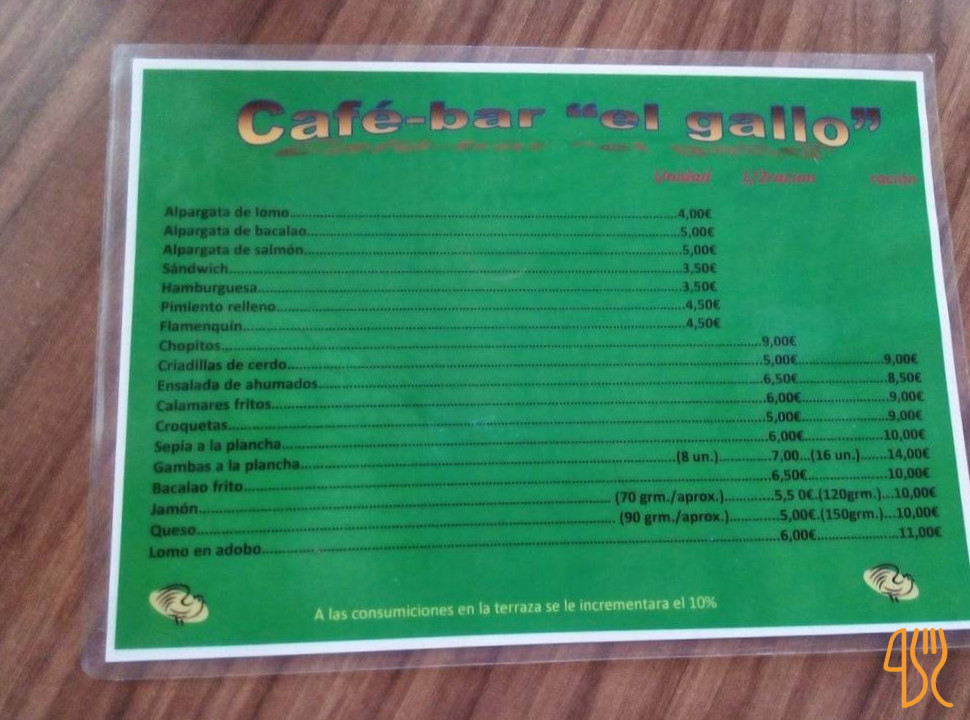 Café-bar "el gallo"
Unidad 1/2racion ración
Alpargata de lomo.....4,00€
Alpargata de bacalao.....5,00€
Alpargata de salmón.....5,00€
Sándwich.....3,50€
Hamburguesa.....3,50€
Pimiento relleno.....4,50€
Flamenquín.....4,50€
Chopitos.....9,00€
Criadillas de cerdo.....5,00€.....9,00€
Ensalada de ahumados.....6,50€.....8,50€
Calamares fritos.....6,00€.....9,00€
Croquetas.....5,00€.....9,00€
Sepia a la plancha.....6,00€.....10,00€
Gambas a la plancha.....(8 un.).....7,00...(16 un.).....14,00€
Bacalao frito.....6,50€.....10,00€
Jamón.....(70 grm./aprox.).....5,5 0€.(120grm.)...10,00€
Queso.....(90 grm./aprox.).....5,00€.(150grm.)...10,00€
Lomo en adobo.....6,00€.....11,00€
A las consumiciones en la terraza se le incrementara el 10%